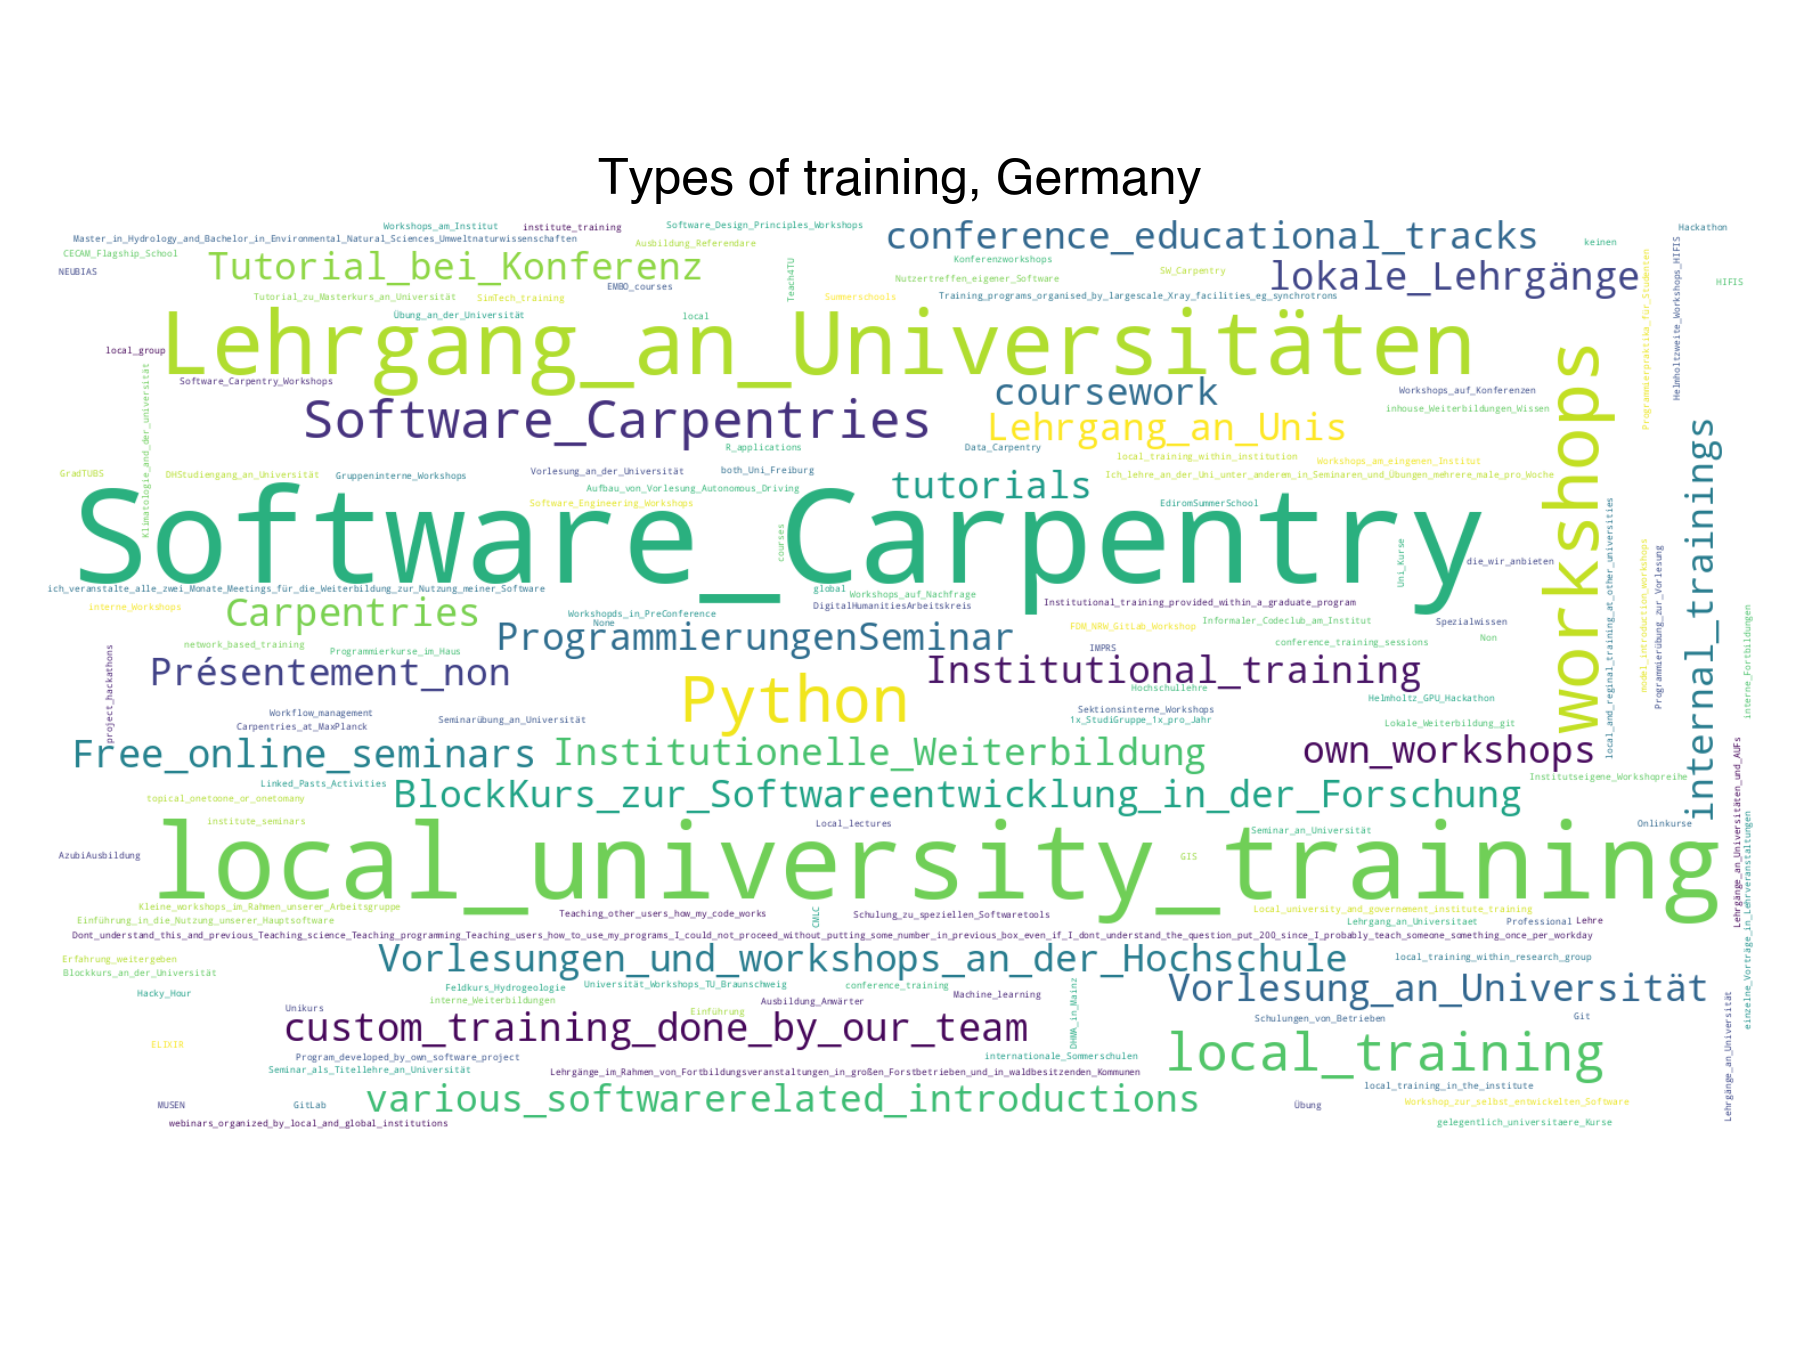 Types of training, Germany
Workshops_am_Institut
institute_training
Software_Design_Principles_Workshops
conference_educational_tracks
Hackathon
Master_in_Hydrology_and_Bachelor_in_Environmental_Natural_Sciences_Umweltnaturwissenschaften
Ausbildung_Referendare
keinen
CECAM_Flagship_School
Tutorial_bei_Konferenz
Konferenzworkshops
NEUBIAS
Teach4TU
Nutzertreffen_eigener_Software
SW_Carpentry
lokale_Lehrgänge
Programmierpraktika_für_Studenten
Helmholtzweite_Workshops_HIFIS
HIFIS
EMBO_courses
Tutorial_zu_Masterkurs_an_Universität
SimTech_training
Summerschools
Training_programs_organised_by_largescale_Xray_facilities_eg_synchrotrons
Übung_an_der_Universität
local
Lehrgang_an_Universitäten
local_group
Software_Carpentry_Workshops
Klimatologie_and_der_universität
coursework
Workshops_auf_Konferenzen
workshops
Software_Carpentries
Lehrgang_an_Unis
inhouse_Weiterbildungen_Wissen
internal_trainings
R_applications
Data_Carpentry
local_training_within_institution
Workshops_am_eingenen_Institut
GradTUBS
DHStudiengang_an_Universität
Gruppeninterne_Workshops
Vorlesung_an_der_Universität
both_Uni_Freiburg
Ich_lehre_an_der_Uni_unter_anderem_in_Seminaren_und_Übungen_mehrere_male_pro_Woche
Aufbau_von_Vorlesung_Autonomous_Driving
tutorials
Software_Engineering_Workshops
EdiromSummerSchool
Software_Carpentry
courses
Uni_Kurse
die_wir_anbieten
local_and_reginal_training_at_other_universities
model_introduction_workshops
Programmierübung_zur_Vorlesung
ich_veranstalte_alle_zwei_Monate_Meetings_für_die_Weiterbildung_zur_Nutzung_meiner_Software
global
Workshops_auf_Nachfrage
interne_Workshops
Carpentries
Workshopds_in_PreConference
DigitalHumanitiesArbeitskreis
Institutional_training_provided_within_a_graduate_program
None
FDM_NRW_GitLab_Workshop
Informaler_Codeclub_am_Institut
Spezialwissen
interne_Fortbildungen
network_based_training
Programmierkurse_im_Haus
ProgrammierungenSeminar
IMPRS
conference_training_sessions
Non
project_hackathons
Présentement_non
Python
Institutional_training
Hochschullehre
Helmholtz_GPU_Hackathon
Workflow_management
Sektionsinterne_Workshops
Carpentries_at_MaxPlanck
Seminarübung_an_Universität
1x_StudiGruppe_1x_pro_Jahr
Lokale_Weiterbildung_git
Free_online_seminars
Institutionelle_Weiterbildung
own_workshops
Institutseigene_Workshopreihe
Linked_Pasts_Activities
topical_onetoone_or_onetomany
BlockKurs_zur_Softwareentwicklung_in_der_Forschung
Lehrgänge_an_Universitäten_und_AUFs
einzelne_Vorträge_in_Lehrveranstaltungen
institute_seminars
Local_lectures
Seminar_an_Universität
Onlinkurse
AzubiAusbildung
GIS
local_university_training
Kleine_workshops_im_Rahmen_unserer_Arbeitsgruppe
Teaching_other_users_how_my_code_works
CMLC
Schulung_zu_speziellen_Softwaretools
Local_university_and_governement_institute_training
Einführung_in_die_Nutzung_unserer_Hauptsoftware
Lehrgang_an_Universitaet
Professional
Lehre
Dont_understand_this_and_previous_Teaching_science_Teaching_programming_Teaching_users_how_to_use_my_programs_I_could_not_proceed_without_putting_some_number_in_previous_box_even_if_I_dont_understand_the_question_put_200_since_I_probably_teach_someone_something_once_per_workday
Erfahrung_weitergeben
Vorlesungen_und_workshops_an_der_Hochschule
local_training_within_research_group
Blockkurs_an_der_Universität
Hacky_Hour
Feldkurs_Hydrogeologie
Universität_Workshops_TU_Braunschweig
conference_training
Machine_learning
DHMA_in_Mainz
Vorlesung_an_Universität
Lehrgänge_an_Universität
Unikurs
interne_Weiterbildungen
Einführung
Ausbildung_Anwärter
custom_training_done_by_our_team
Schulungen_von_Betrieben
Git
ELIXIR
Program_developed_by_own_software_project
internationale_Sommerschulen
local_training
Seminar_als_Titellehre_an_Universität
Lehrgänge_im_Rahmen_von_Fortbildungsveranstaltungen_in_großen_Forstbetrieben_und_in_waldbesitzenden_Kommunen
local_training_in_the_institute
MUSEN
GitLab
various_softwarerelated_introductions
Übung
Workshop_zur_selbst_entwickelten_Software
webinars_organized_by_local_and_global_institutions
gelegentlich_universitaere_Kurse